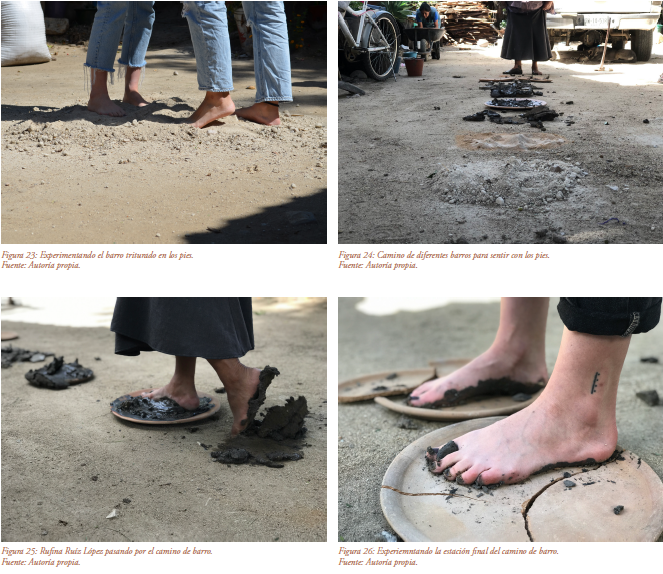 Figura 23: Experimentando el barro triturado en los pies.
Fuente: Autoría propia.
Figura 24: Camino de diferentes barros para sentir con los pies.
Fuente: Autoría propia.
Figura 25: Rufina Ruíz López pasando por el camino de barro.
Fuente: Autoría propia.
Figura 26: Experiemntando la estación final del camino de barro.
Fuente: Autoría propia.